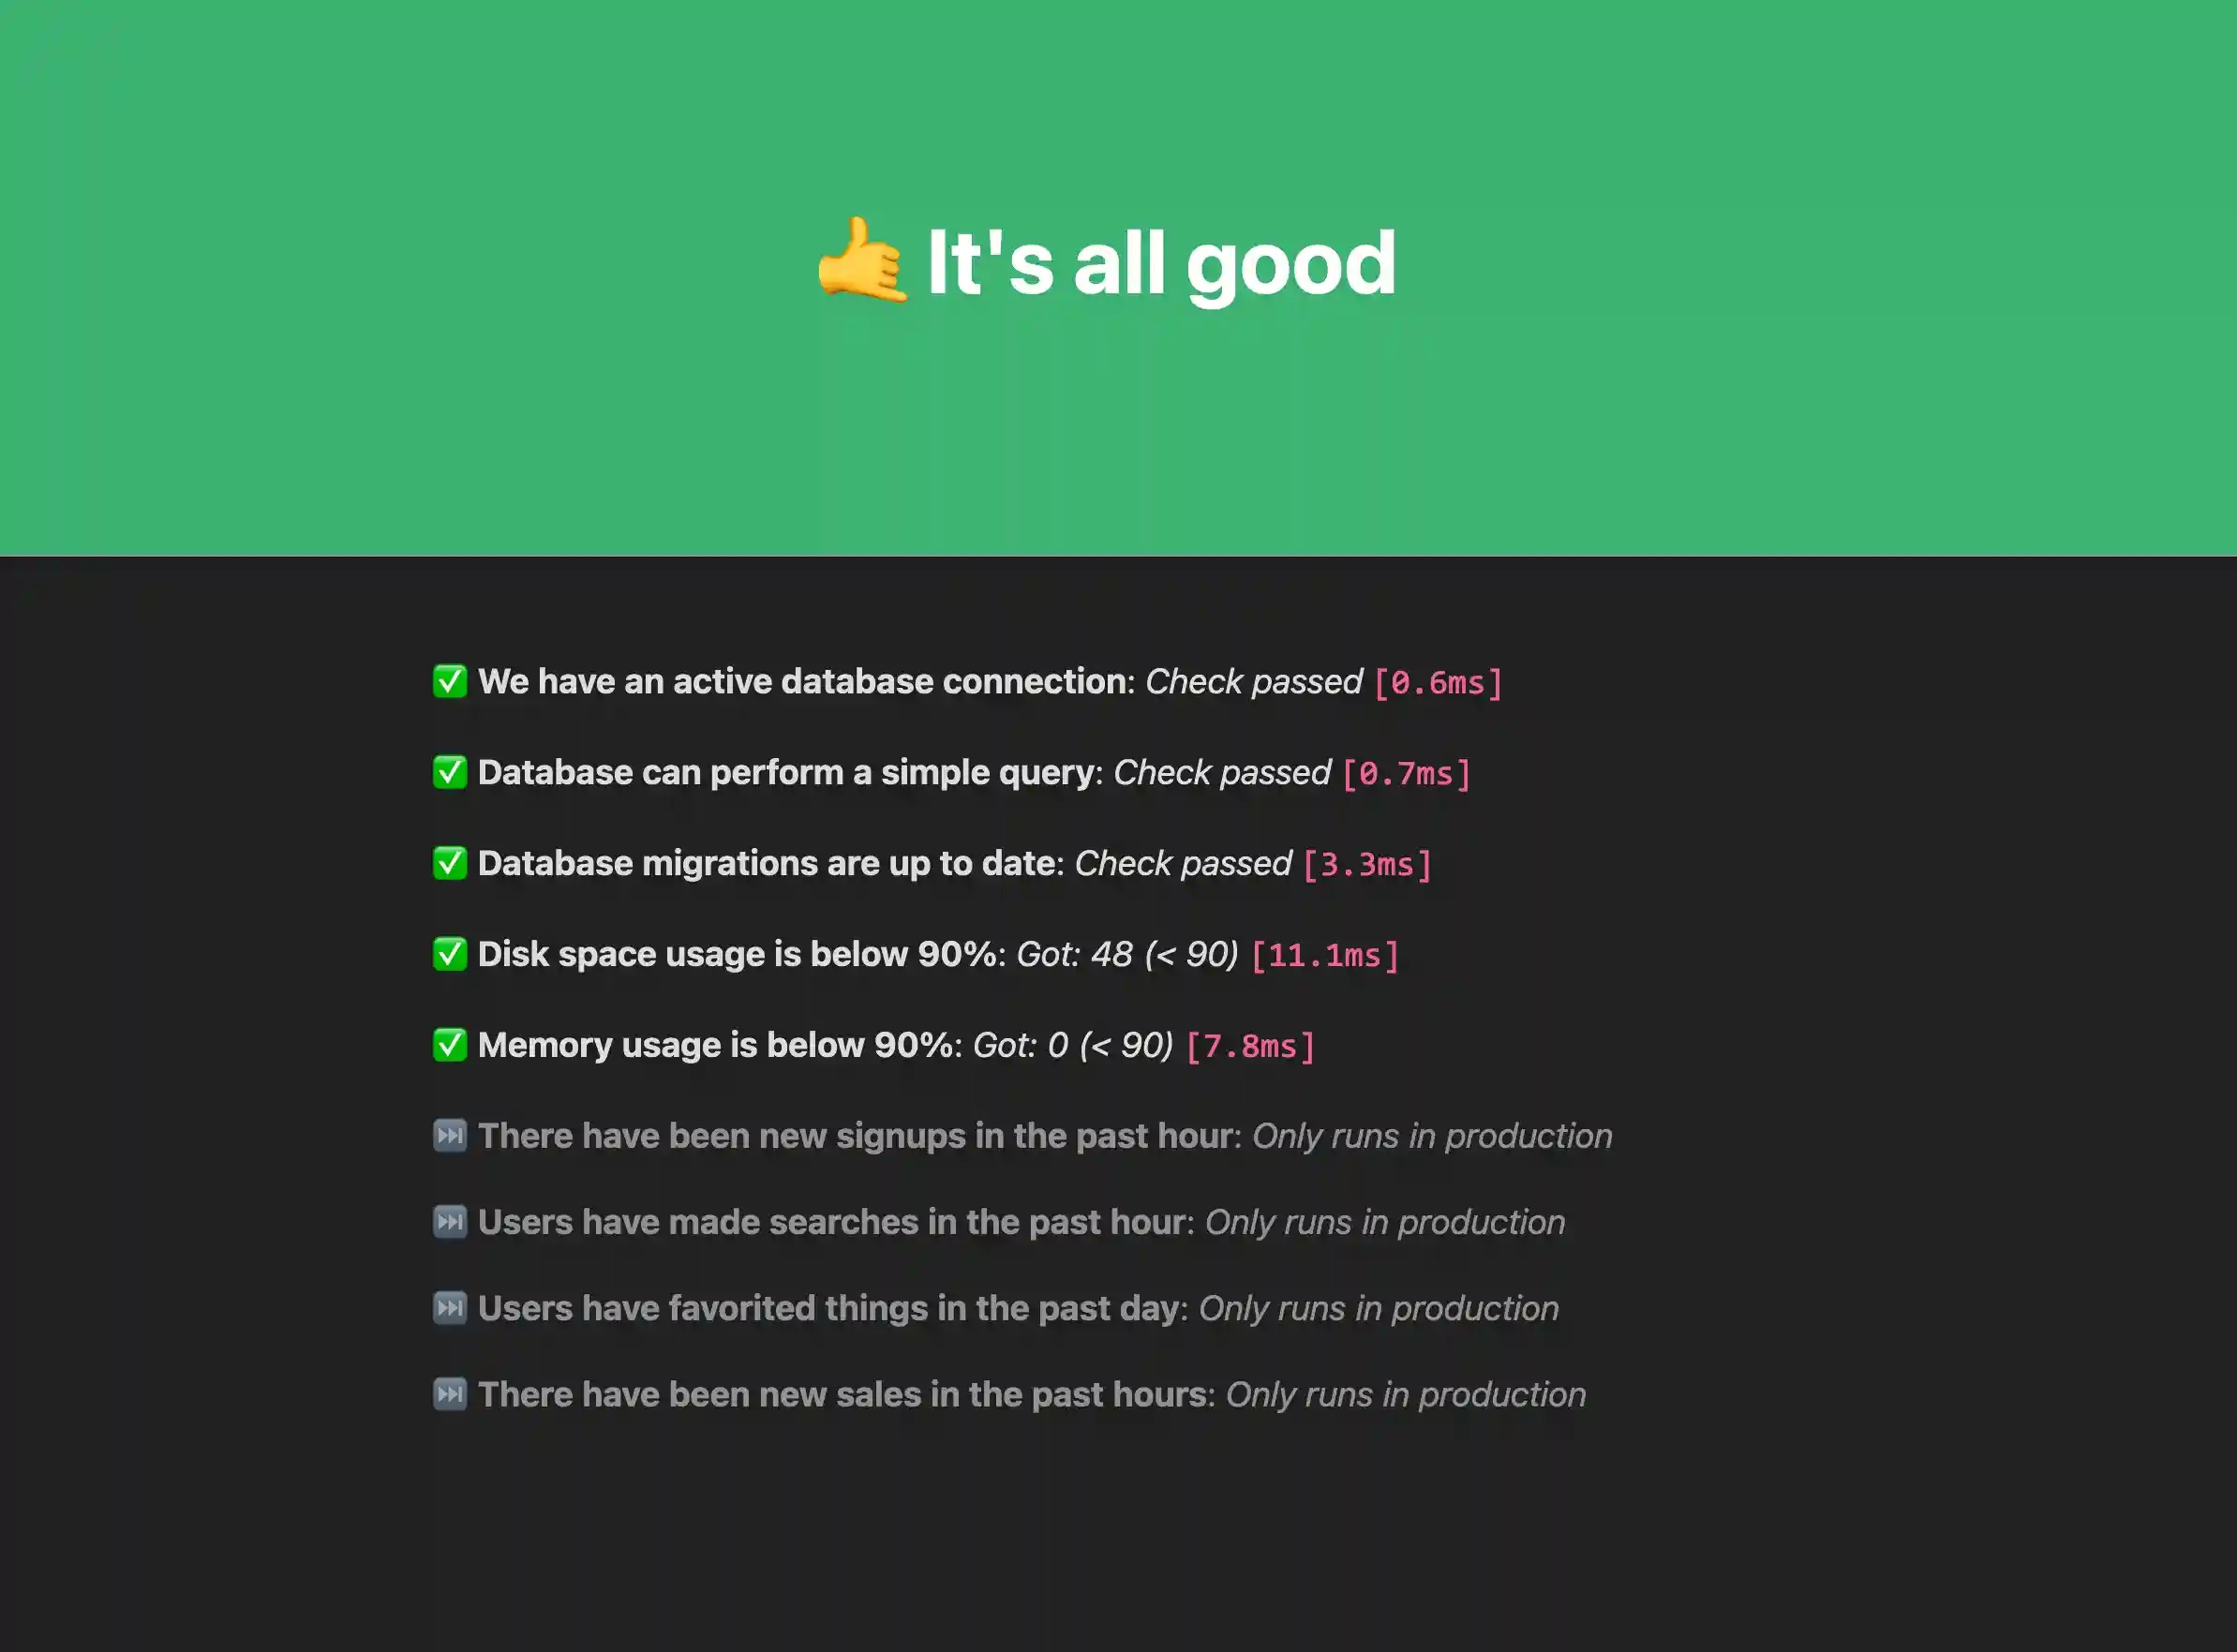 🤙 It's all good
✅ We have an active database connection: Check passed [0.6ms]
✅ Database can perform a simple query: Check passed [0.7ms]
✅ Database migrations are up to date: Check passed [3.3ms]
✅ Disk space usage is below 90%: Got: 48 (< 90) [11.1ms]
✅ Memory usage is below 90%: Got: 0 (< 90) [7.8ms]
⏭ There have been new signups in the past hour: Only runs in production
⏭ Users have made searches in the past hour: Only runs in production
⏭ Users have favorited things in the past day: Only runs in production
⏭ There have been new sales in the past hours: Only runs in production